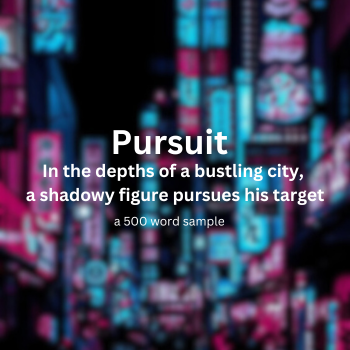 Pursuit
In the depths of a bustling city,
a shadowy figure pursues his target
a 500 word sample